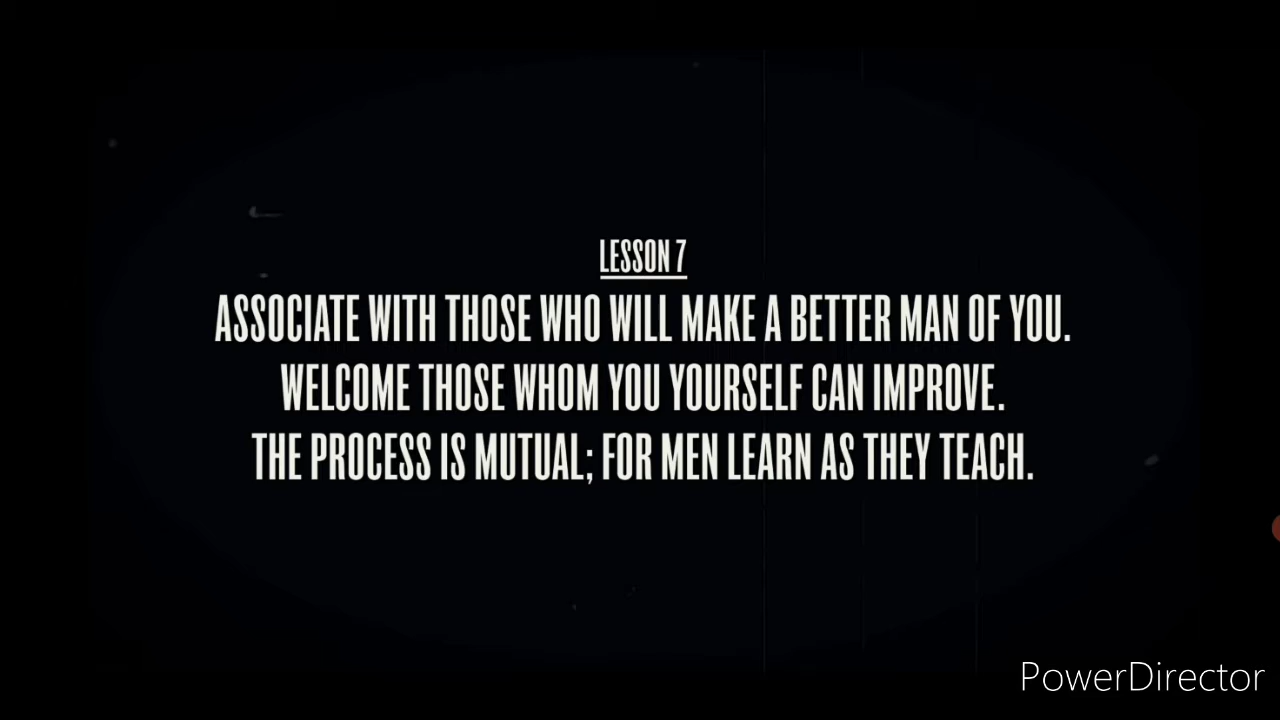 LESSON 7
ASSOCIATE WITH THOSE WHO WILL MAKE A BETTER MAN OF YOU.
WELCOME THOSE WHOM YOU YOURSELF CAN IMPROVE.
THE PROCESS IS MUTUAL; FOR MEN LEARN AS THEY TEACH.
PowerDirector